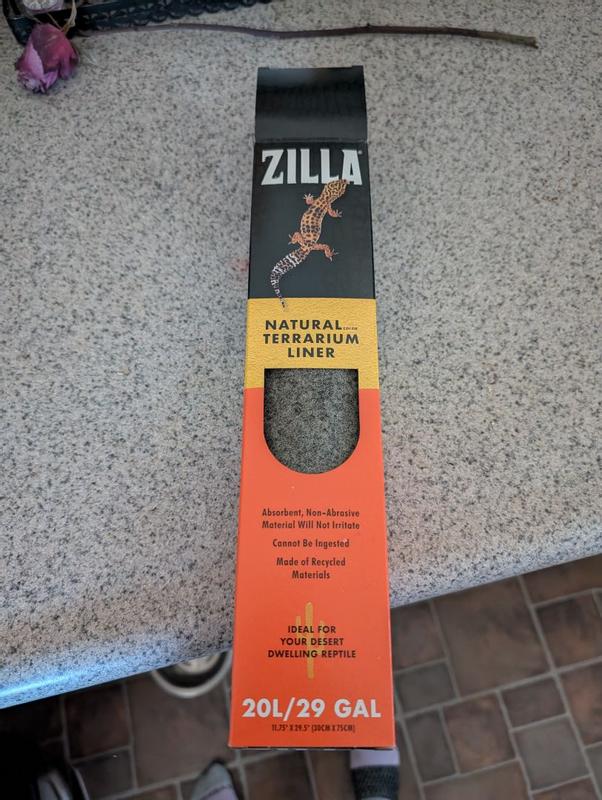 ZILLA
NATURAL COLOR
TERRARIUM
LINER
Absorbent, Non-Abrasive
Material Will Not Irritate
Cannot Be Ingested
Made of Recycled
Materials
IDEAL FOR
YOUR DESERT
DWELLING REPTILE
20L/29 GAL
11.75" X 29.5" (30CM X 75CM)